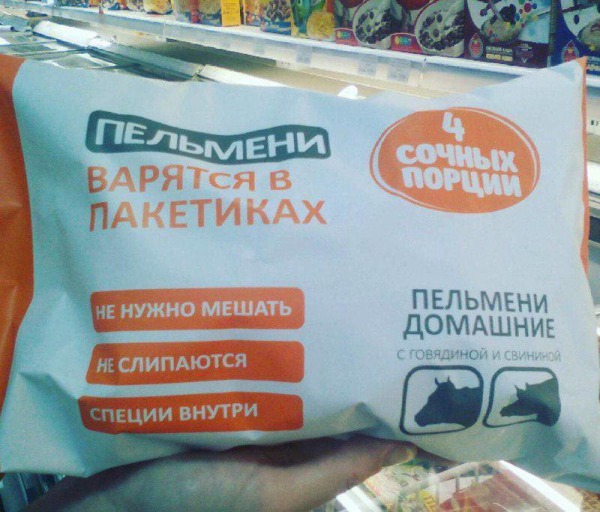 ПЕЛЬМЕНИ
ВАРЯТСЯ В
ПАКЕТИКАХ
4
СОЧНЫХ
ПОРЦИИ
НЕ НУЖНО МЕШАТЬ
НЕ СЛИПАЮТСЯ
СПЕЦИИ ВНУТРИ
ПЕЛЬМЕНИ
ДОМАШНИЕ
С ГОВЯДИНОЙ И СВИНИНОЙ